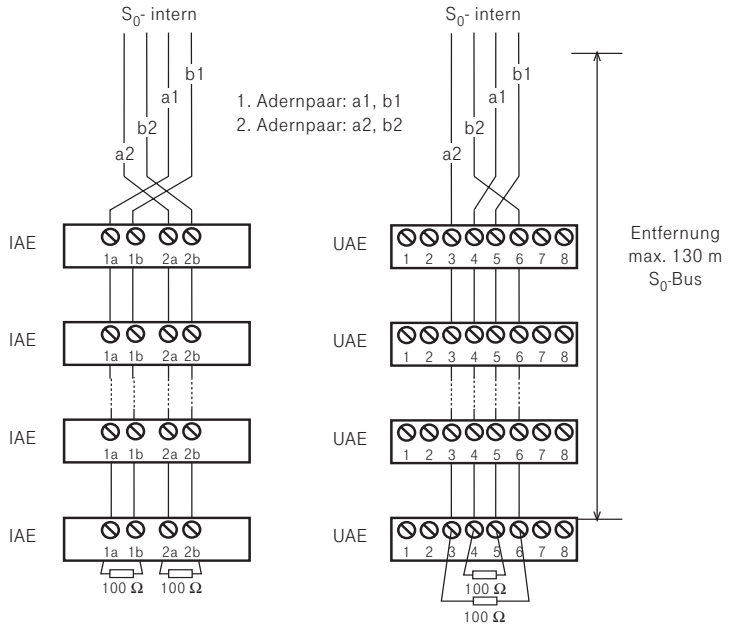 S0- intern
S0- intern
b1
a1
b2
a2
1. Adernpaar: a1, b1
2. Adernpaar: a2, b2
b1
a1
b2
a2
Entfernung
max. 130 m
S0-Bus
IAE
1a 1b 2a 2b
UAE
1 2 3 4 5 6 7 8
IAE
1a 1b 2a 2b
UAE
1 2 3 4 5 6 7 8
IAE
1a 1b 2a 2b
UAE
1 2 3 4 5 6 7 8
IAE
1a 1b 2a 2b
UAE
1 2 3 4 5 6 7 8
100 Ω 100 Ω
100 Ω
100 Ω